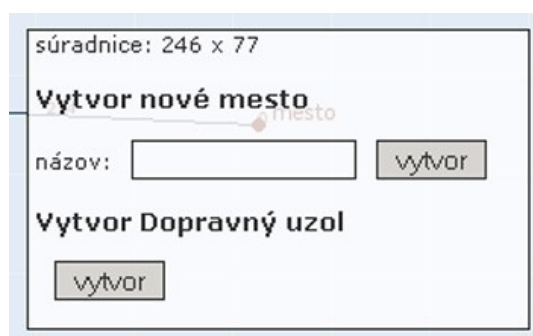 súradnice: 246 x 77
Vytvor nové mesto
mesto
názov: vytvor
Vytvor Dopravný uzol
vytvor